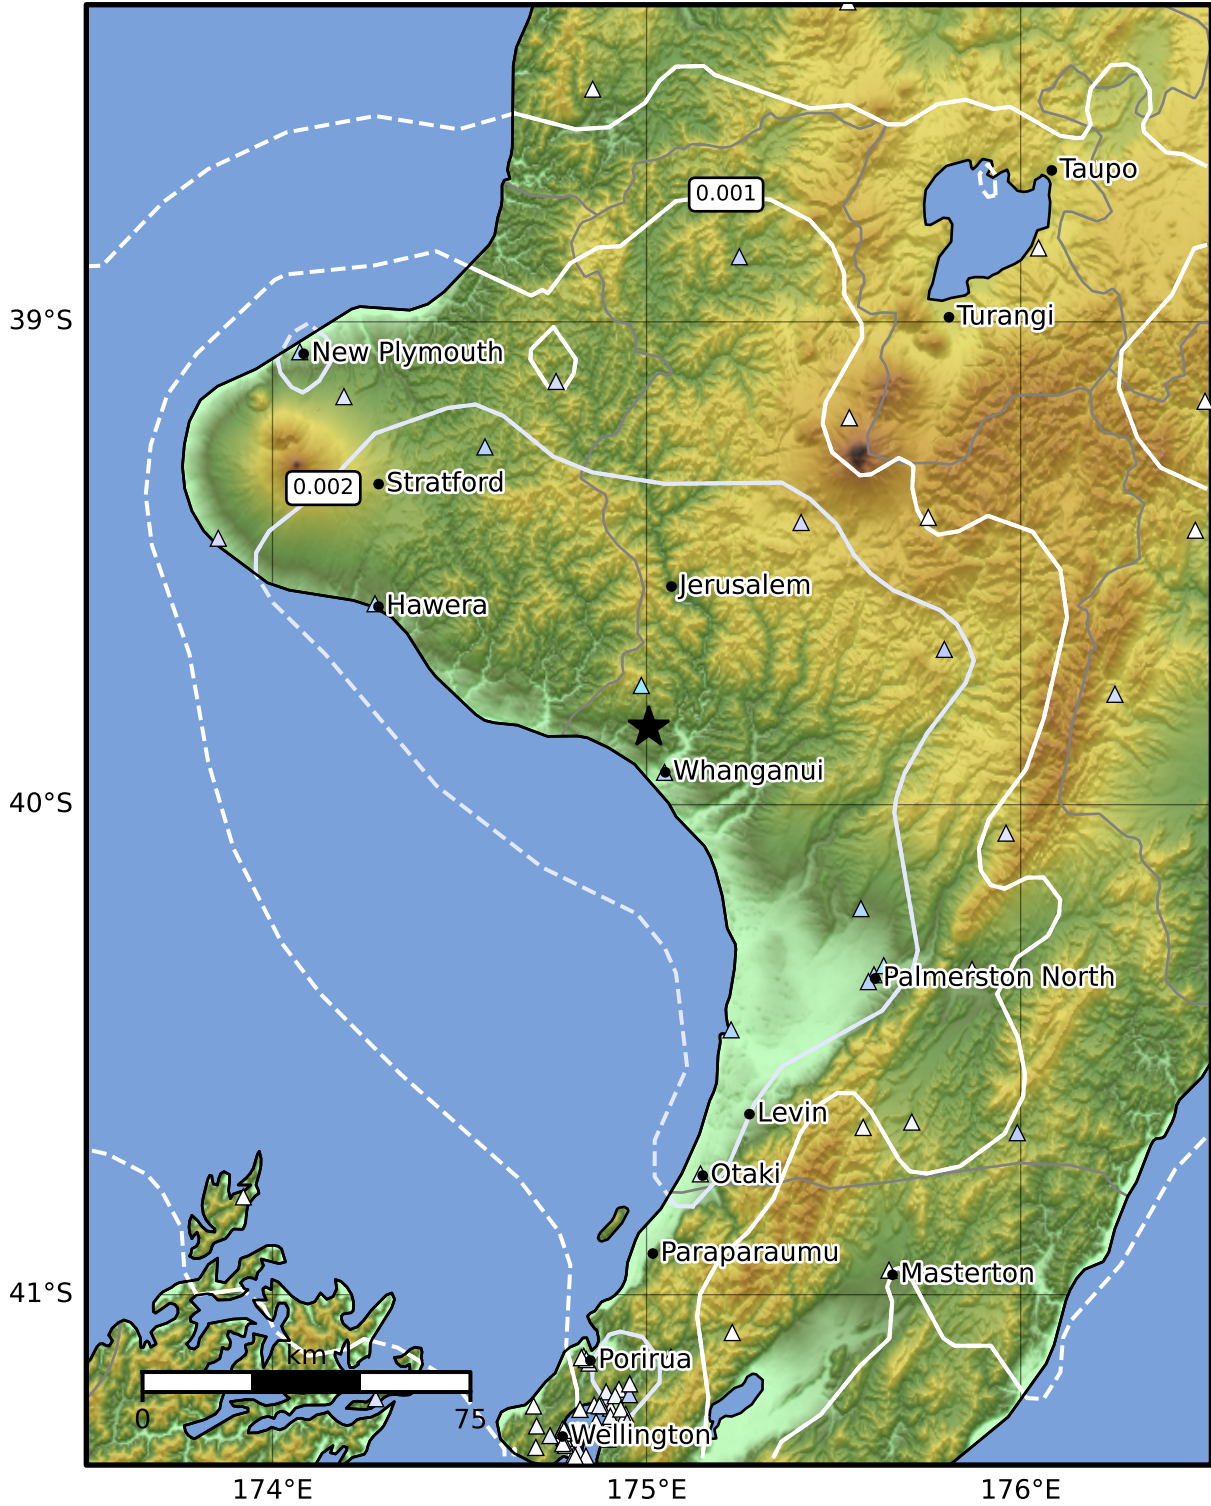 0.001
Taupo
Turangi
39°S
New Plymouth
0.002
Stratford
Jerusalem
Hawera
Whanganui
40°S
Palmerston North
Levin
Otaki
Paraparaumu
Masterton
41°S
km
Porirua
0
75
Wellington
174°E
175°E
176°E